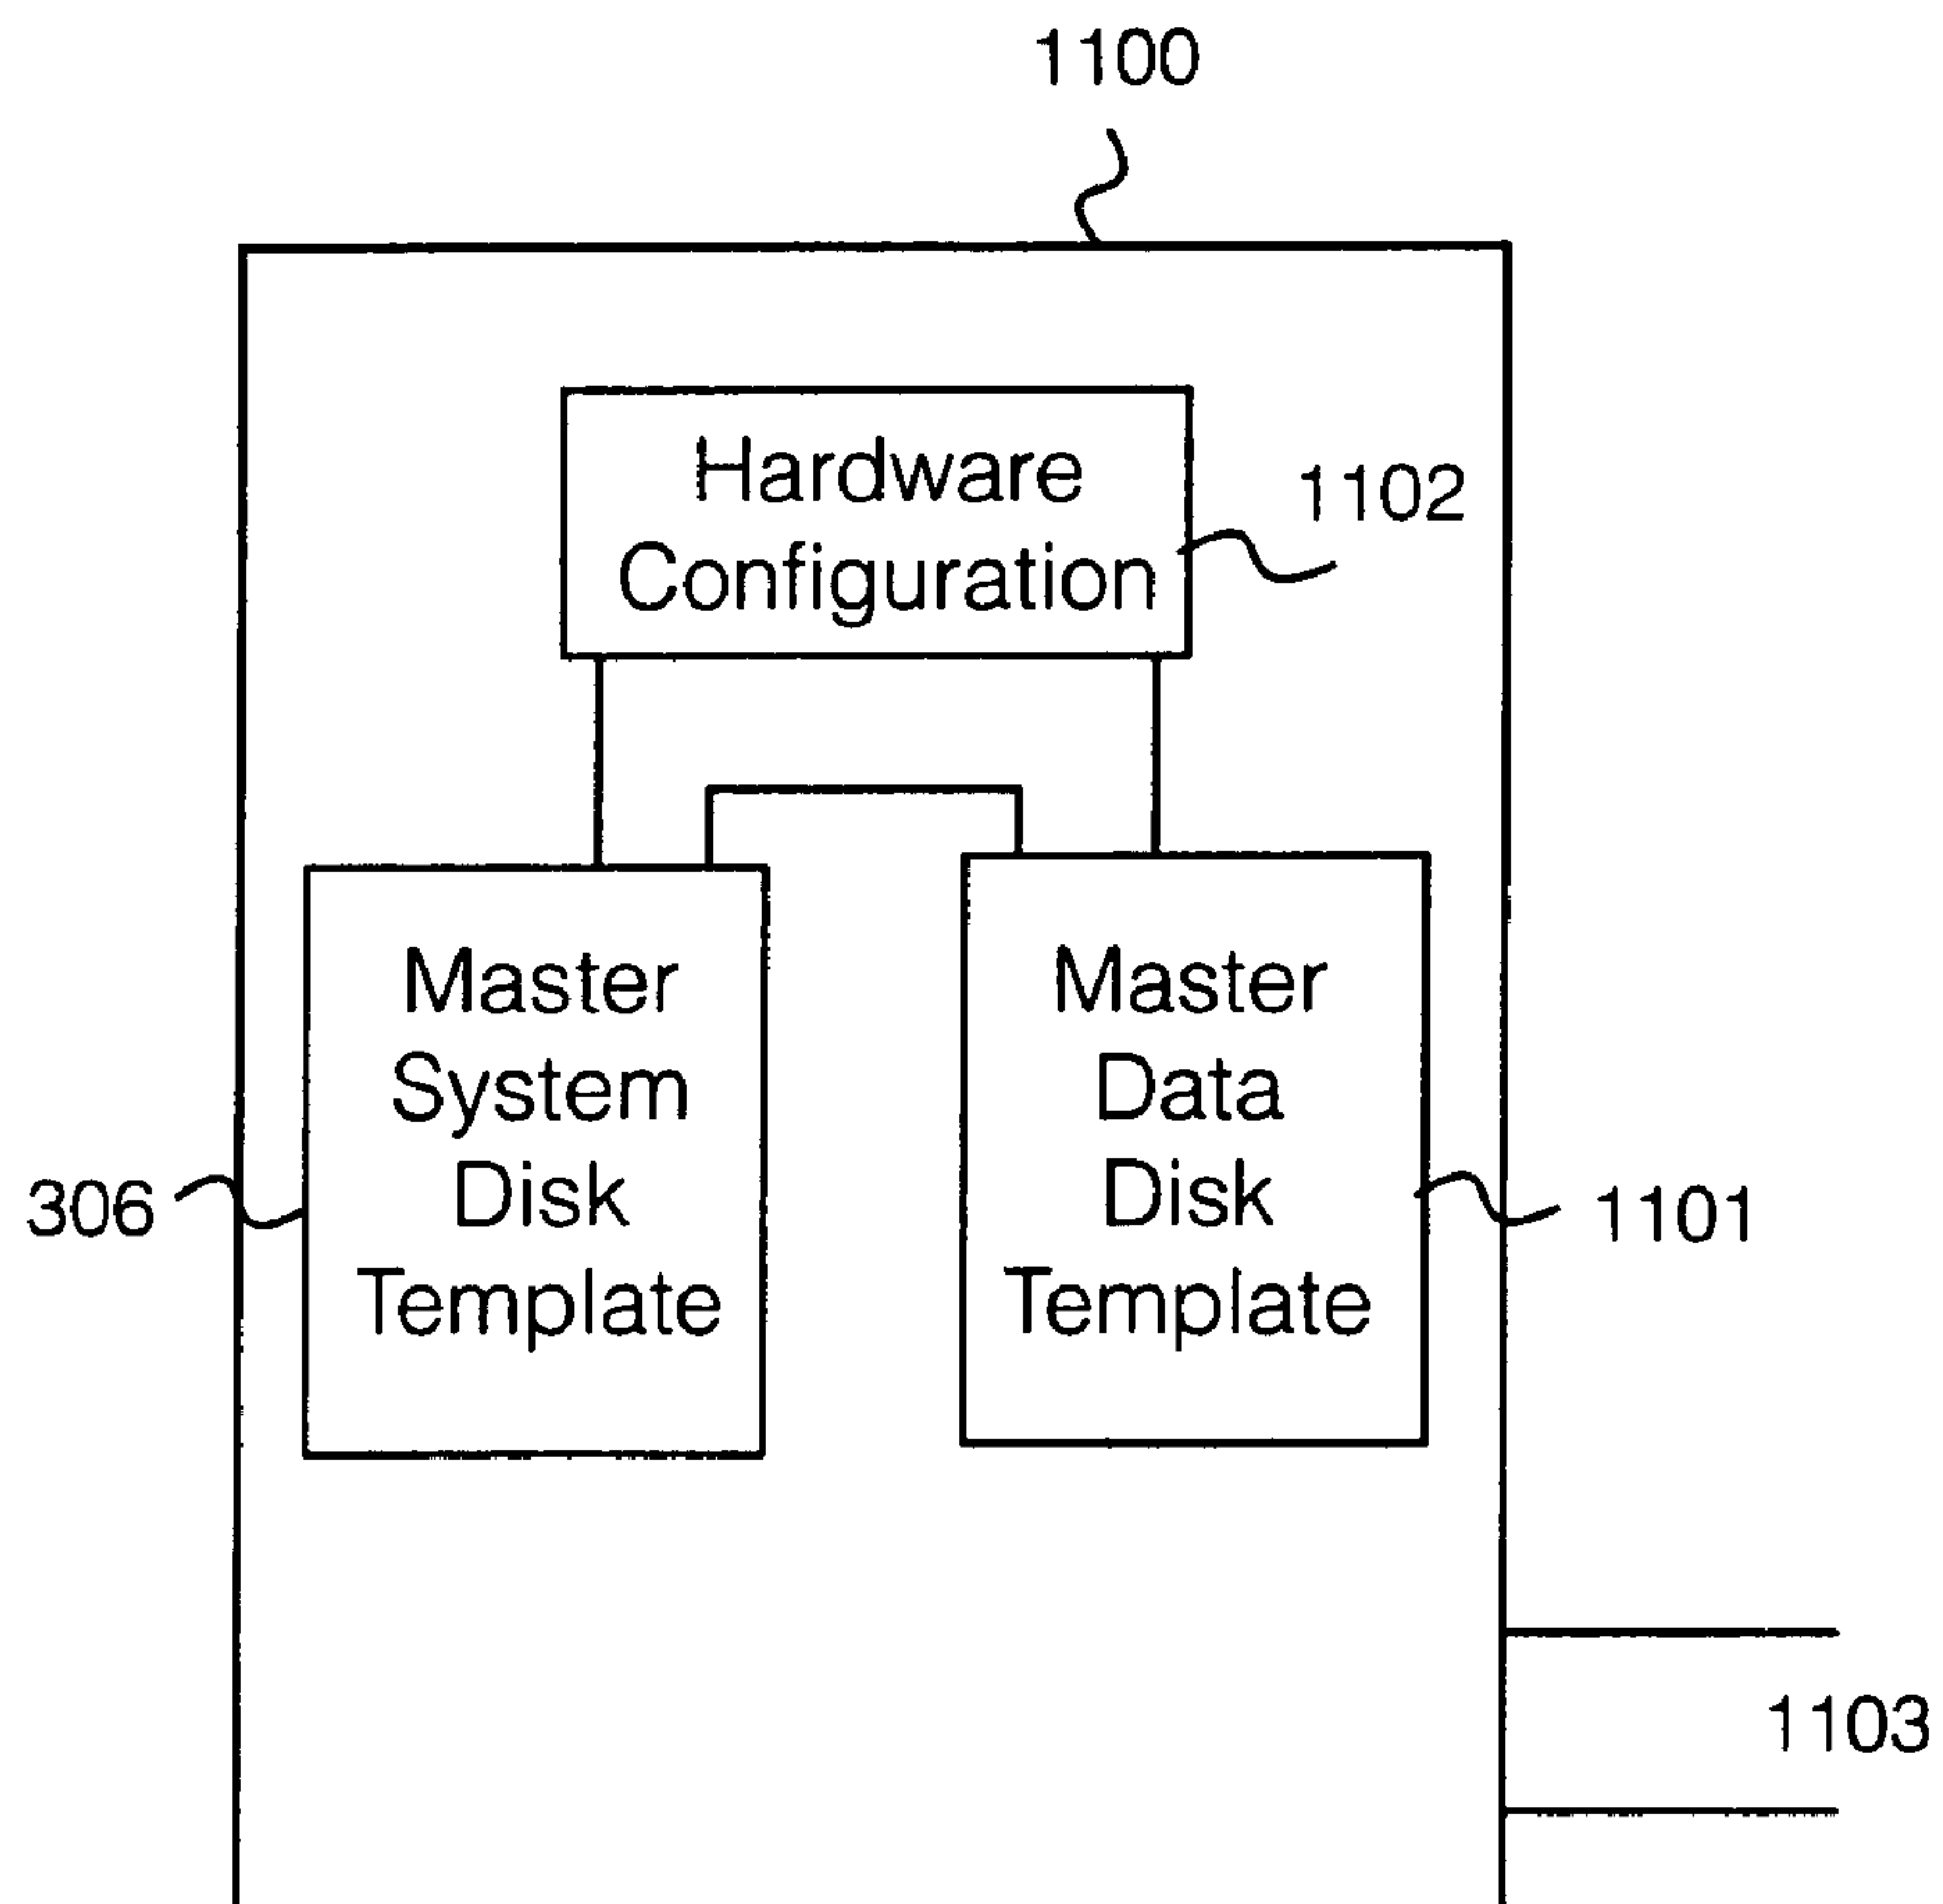 1100
Hardware
Configuration
1102
Master
System
Disk
Template
306
Master
Data
Disk
Template
1101
1103